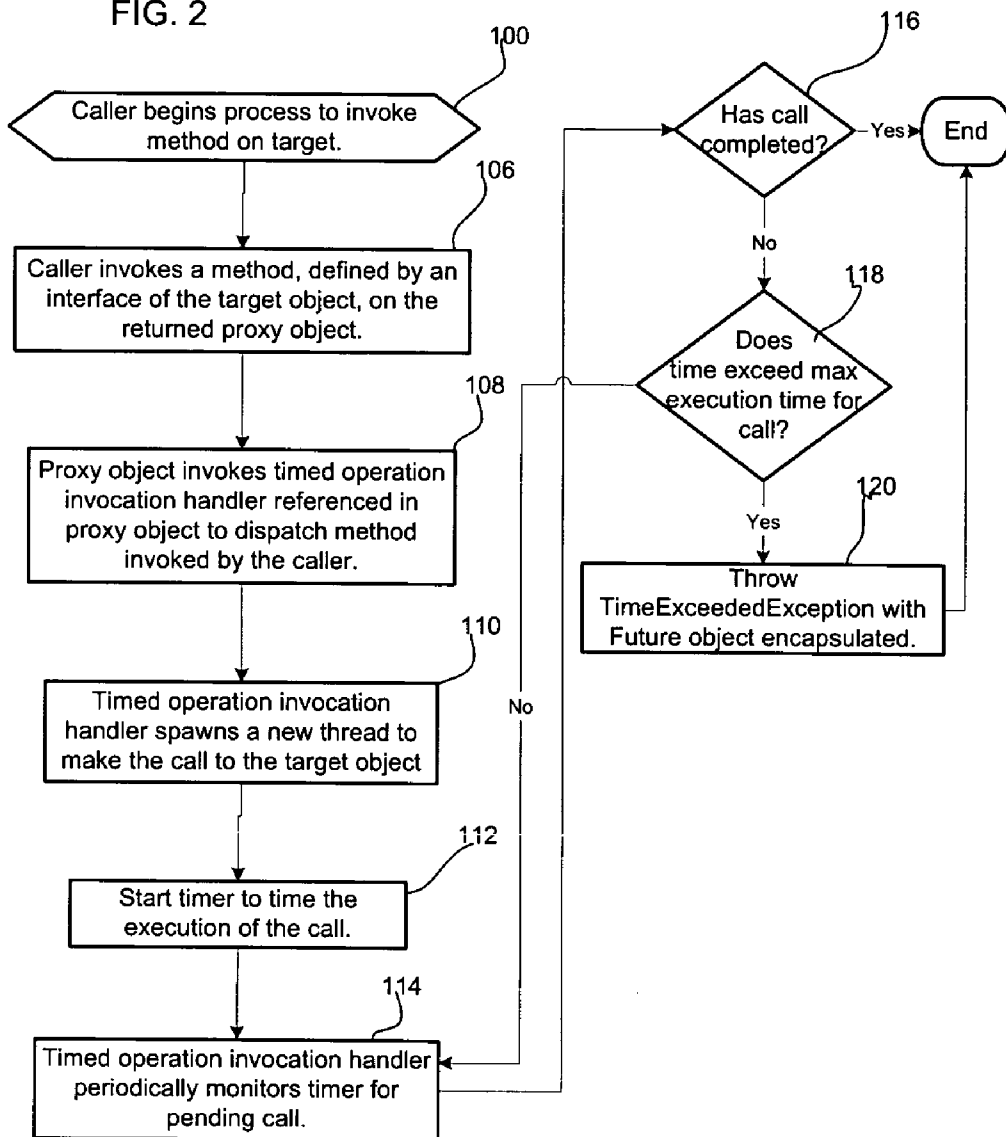 FIG. 2
100
Caller begins process to invoke
method on target.
106
Caller invokes a method, defined by an
interface of the target object, on the
returned proxy object.
108
Proxy object invokes timed operation
invocation handler referenced in
proxy object to dispatch method
invoked by the caller.
110
Timed operation invocation
handler spawns a new thread to
make the call to the target object
112
Start timer to time the
execution of the call.
114
Timed operation invocation handler
periodically monitors timer for
pending call.
116
Has call
completed?
Yes
End
No
118
Does
time exceed max
execution time for
call?
No
Yes
120
Throw
TimeExceededException with
Future object encapsulated.